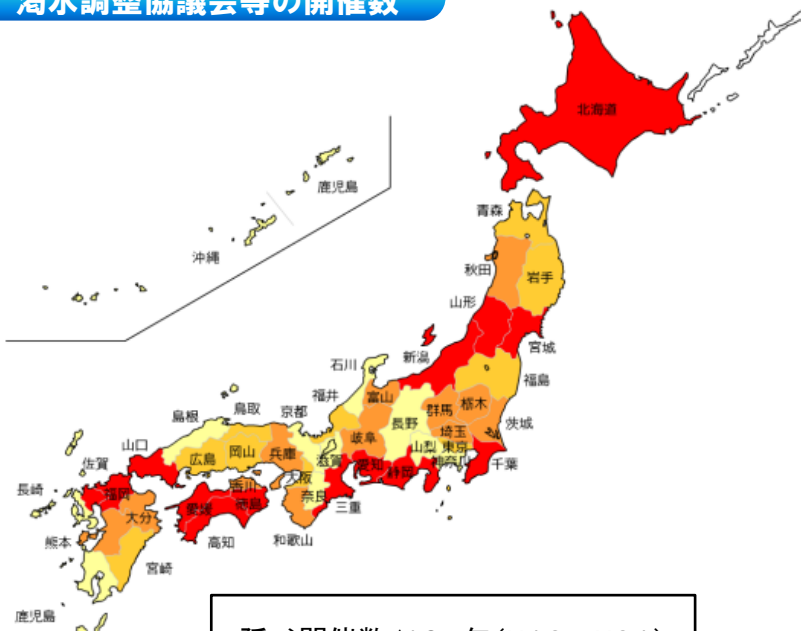 渇水調整協議会等の開催数
北海道
鹿児島
青森
沖縄
秋田
岩手
山形
宮城
新潟
石川
福島
福井
富山
群馬
栃木
茨城
島根
鳥取
京都
長野
埼玉
岐阜
山梨
東京
神奈川
千葉
山口
広島
岡山
兵庫
滋賀
愛知
静岡
佐賀
大阪
奈良
三重
長崎
福岡
香川
愛媛
徳島
大分
高知
和歌山
熊本
宮崎
鹿児島